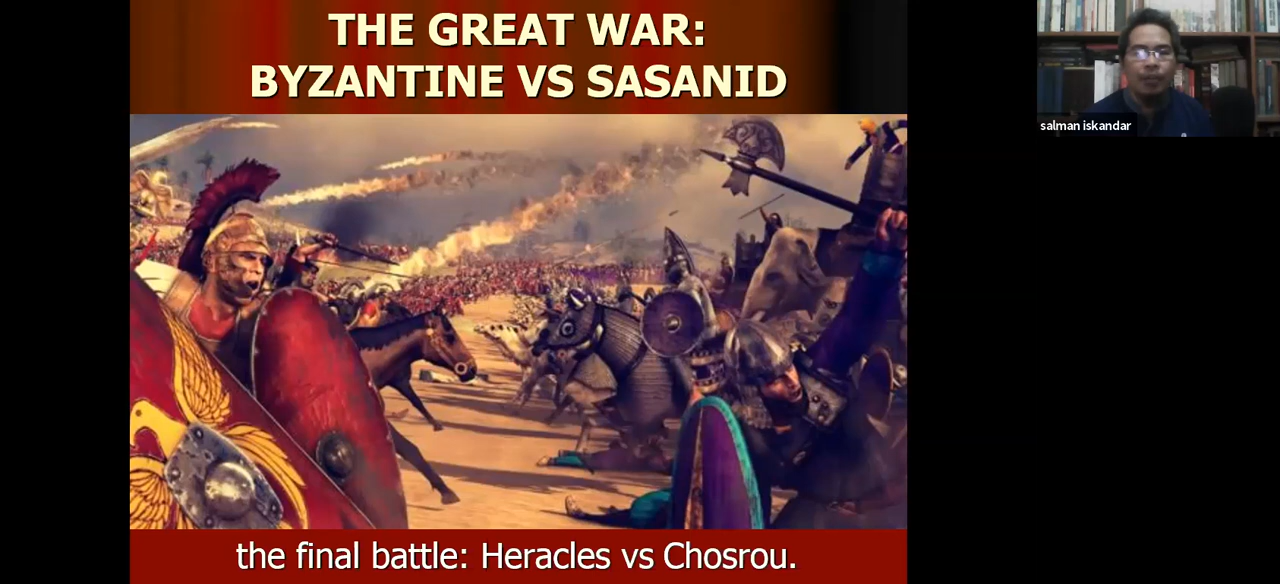 THE GREAT WAR:
BYZANTINE VS SASANID
salman iskandar
the final battle: Heracles vs Chosrou.